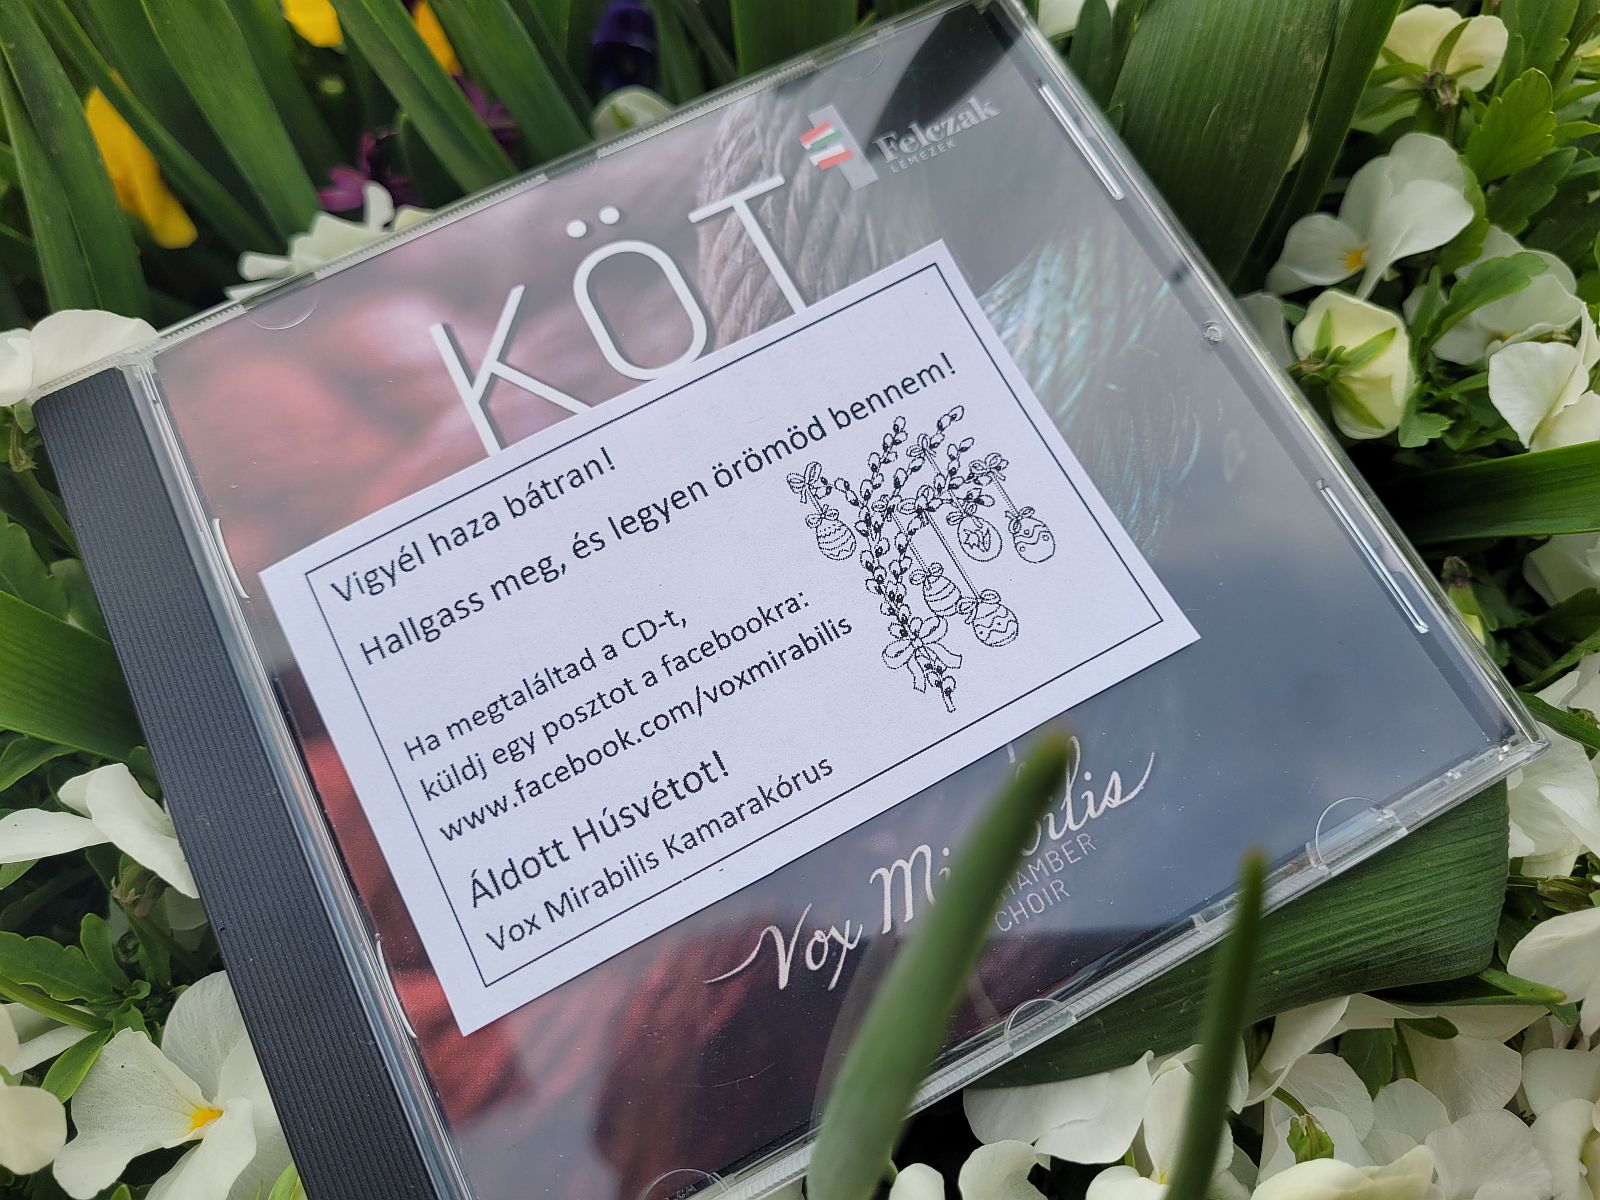 Felczak
LEMEZEK
KÖT
Vigyél haza bátran!
Hallgass meg, és legyen örömöd bennem!
Ha megtaláltad a CD-t,
küldj egy posztot a facebookra:
www.facebook.com/voxmirabilis
Áldott Húsvétot!
Vox Mirabilis Kamarakórus
Vox
CHOIR